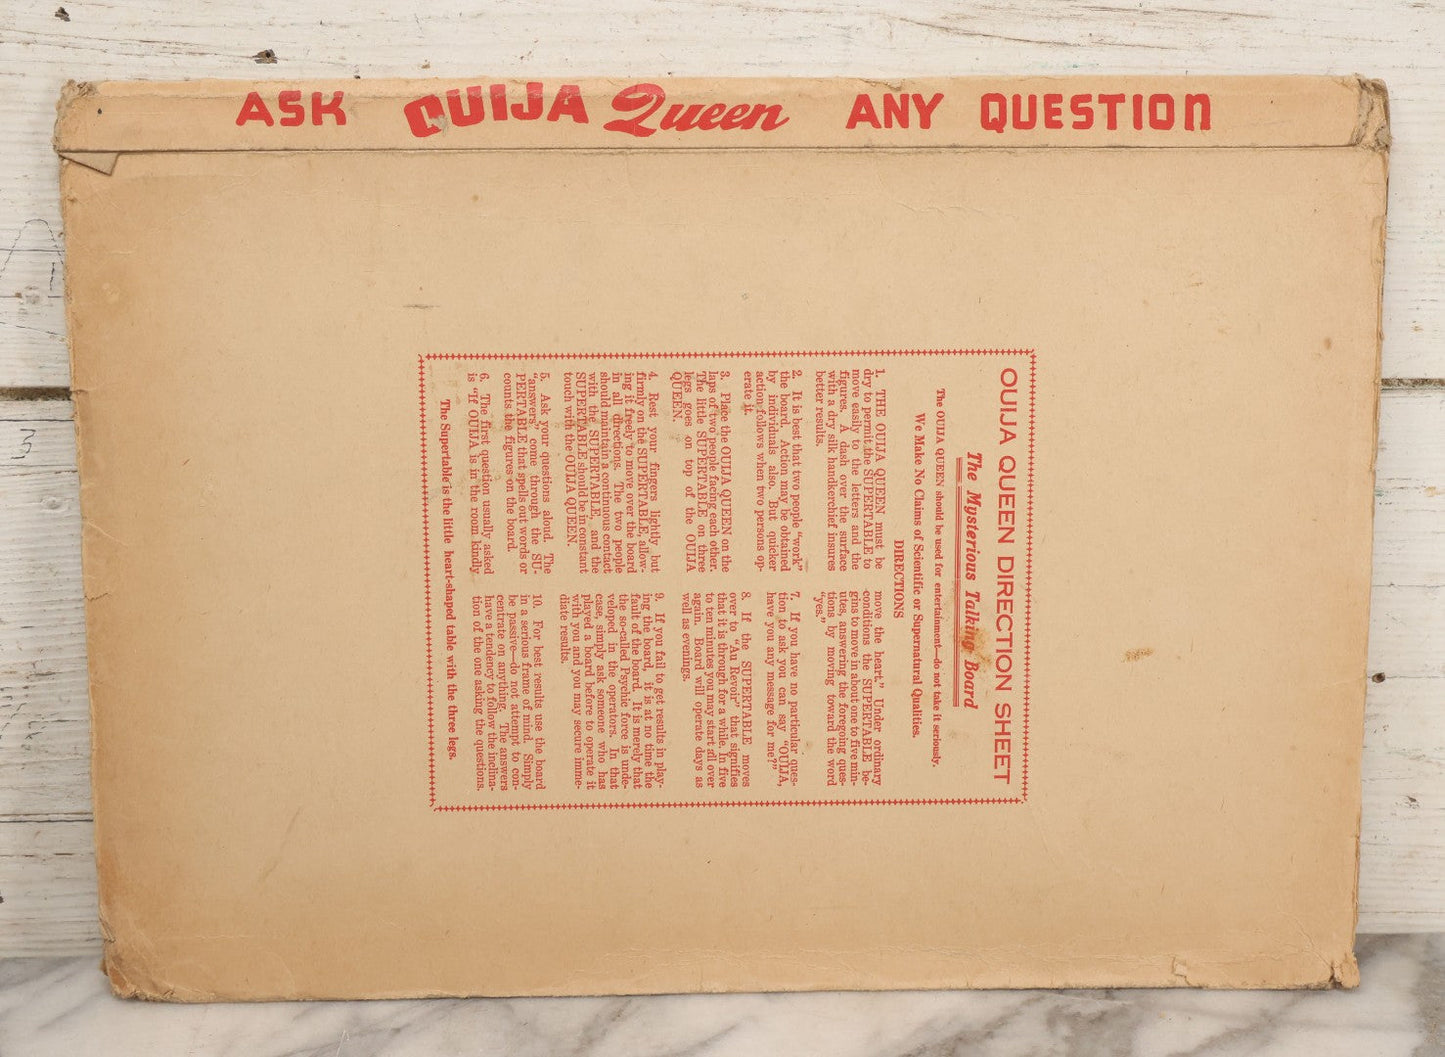 ASK OUIJA Queen ANY QUESTION
OUIJA QUEEN DIRECTION SHEET
The Mysterious Talking Board
The OUIJA QUEEN should be used for entertainment—do not take it seriously.
We Make No Claims of Scientific or Supernatural Qualities.
DIRECTIONS
1. THE OUIJA QUEEN must be
dry to permit the SUPERTABLE to
move easily to the letters and the
figures. A dash over the surface
with a dry silk handkerchief insures
better results.
2. It is best that two people "work"
the board. Action may be obtained
by individuals also. But quicker
action follows when two persons op-
erate it.
3. Place the OUIJA QUEEN on the
laps of two people facing each other.
The little SUPERTABLE on three
legs goes on top of the OUIJA
QUEEN.
4. Rest your fingers lightly but
firmly on the SUPERTABLE, allow-
ing it freely to move over the board
in all directions. The two people
should maintain a continuous contact
with the SUPERTABLE, and the
SUPERTABLE should be in constant
touch with the OUIJA QUEEN.
5. Ask your questions aloud. The
"answers" come through the SU-
PERTABLE that spells out words or
counts the figures on the board.
6. The first question usually asked
is "If OUIJA is in the room kindly
move the heart." Under ordinary
conditions the SUPERTABLE be-
gins to move in about one to five min-
utes, answering the foregoing ques-
tions by moving toward the word
"yes."
7. If you have no particular ques-
tion to ask you can say "OUIJA,
have you any message for me?"
8. If the SUPERTABLE moves
over to "Au Revoir" that signifies
that it is through for a while. In five
to ten minutes you may start all over
again. Board will operate days as
well as evenings.
9. If you fail to get results in play-
ing the board, it is at no time the
fault of the board. It is merely that
the so-called Psychic force is unde-
veloped in the operators. In that
case, simply ask someone who has
played a board before to operate it
with you and you may secure imme-
diate results.
10. For best results use the board
in a serious frame of mind. Simply
be passive—do not attempt to con-
centrate on anything. The answers
have a tendency to follow the inclina-
tion of the one asking the questions.
The Supertable is the little heart-shaped table with the three legs.
3